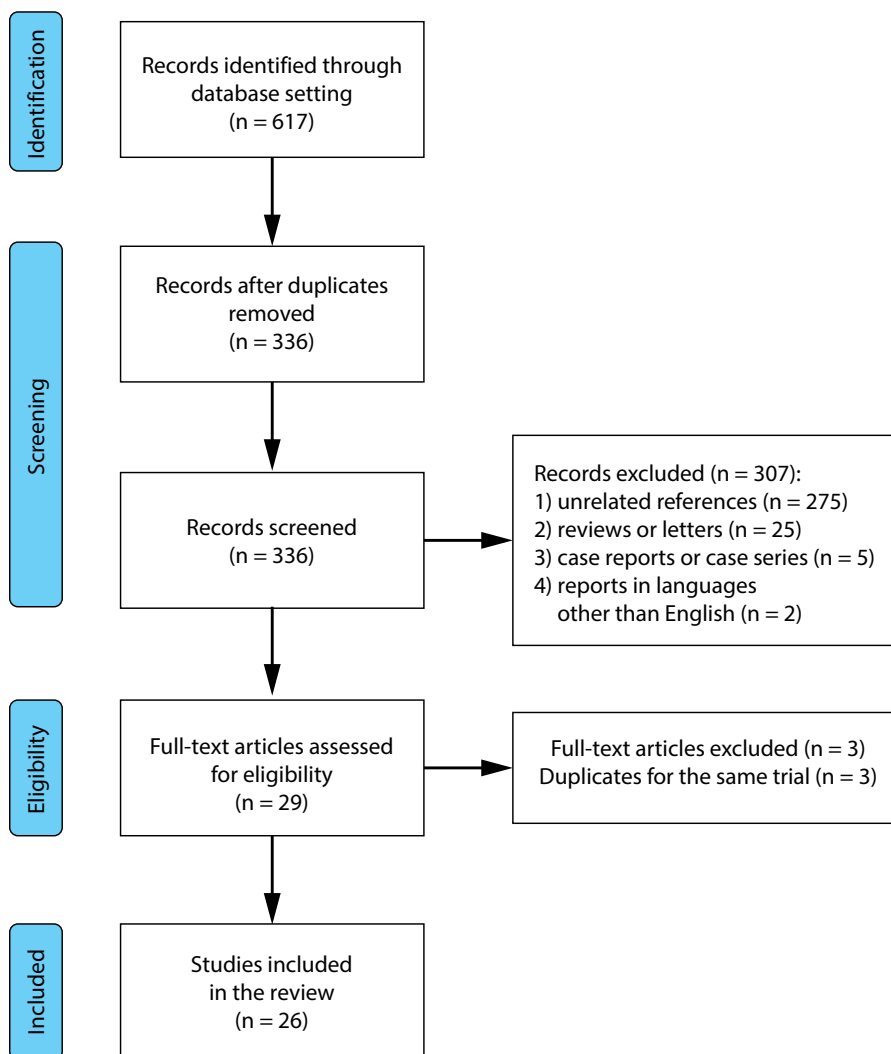 Identification
Records identified through
database setting
(n = 617)
Screening
Records after duplicates
removed
(n = 336)
Records screened
(n = 336)
Records excluded (n = 307):
1) unrelated references (n = 275)
2) reviews or letters (n = 25)
3) case reports or case series (n = 5)
4) reports in languages
other than English (n = 2)
Eligibility
Full-text articles assessed
for eligibility
(n = 29)
Full-text articles excluded (n = 3)
Duplicates for the same trial (n = 3)
Included
Studies included
in the review
(n = 26)